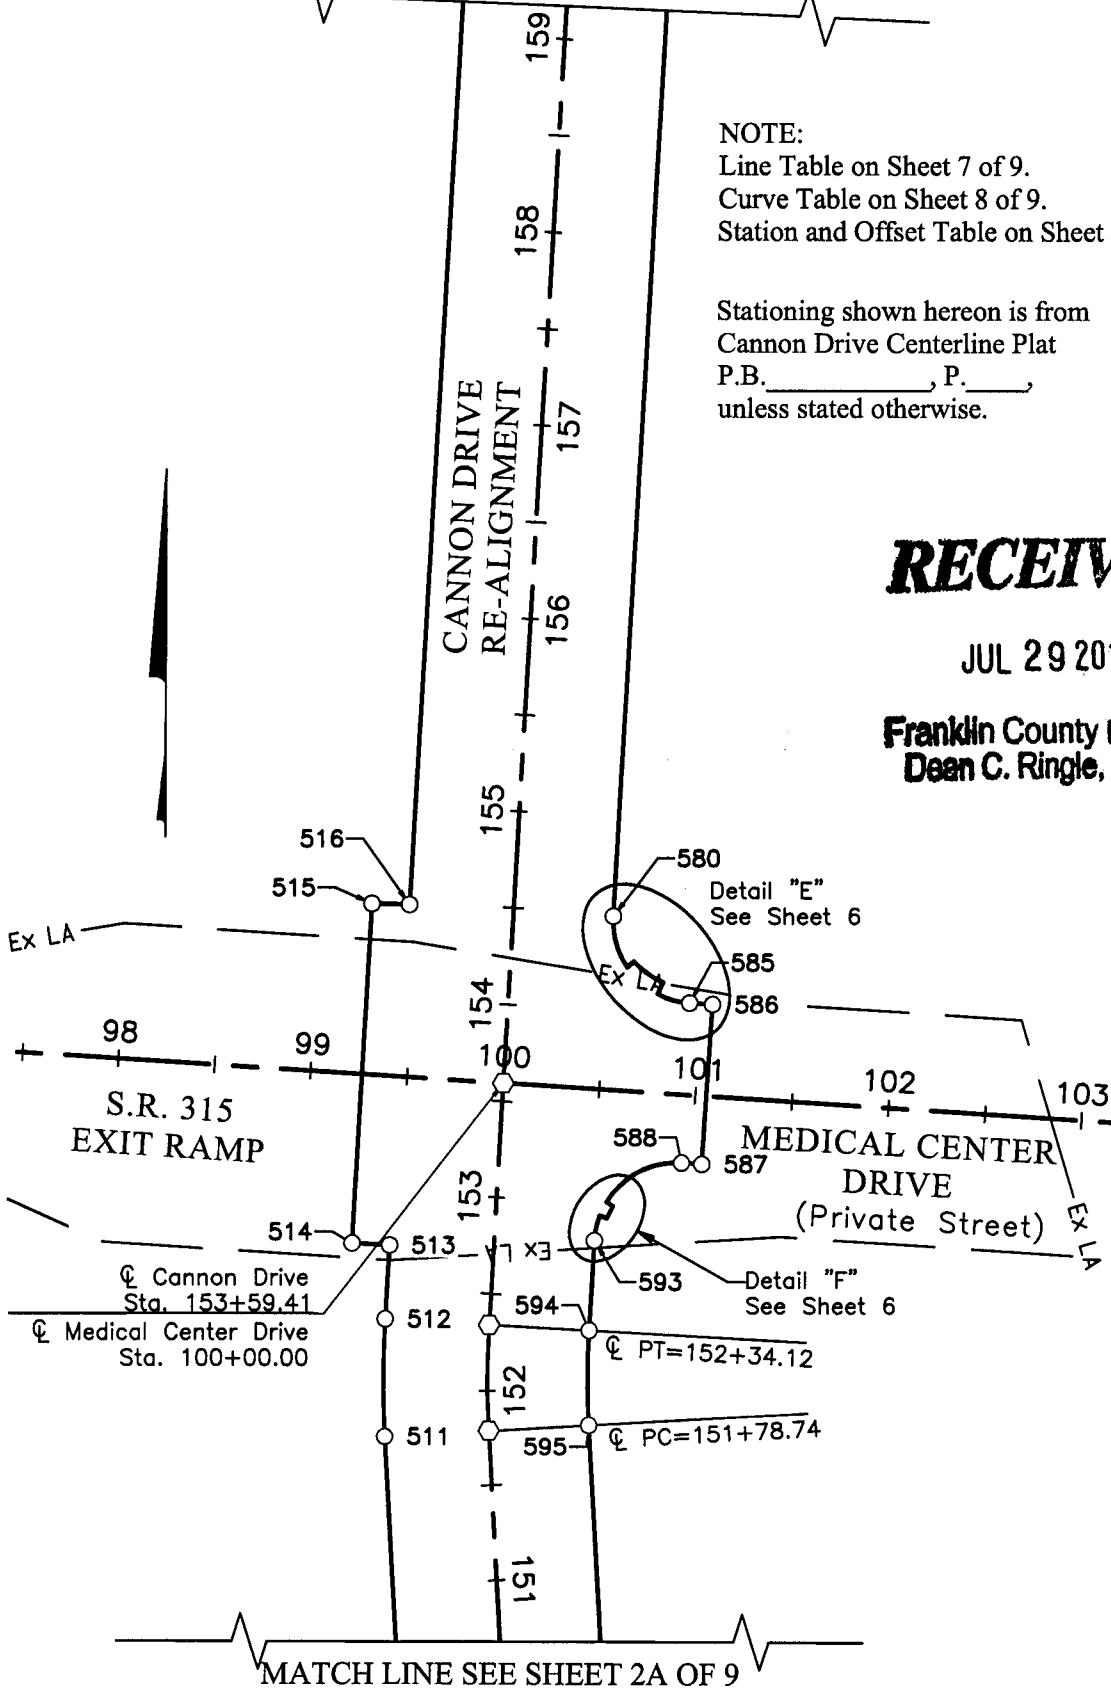 159
NOTE:
Line Table on Sheet 7 of 9.
Curve Table on Sheet 8 of 9.
Station and Offset Table on Sheet
158
Stationing shown hereon is from
Cannon Drive Centerline Plat
P.B.____________, P.____,
unless stated otherwise.
CANNON DRIVE
RE-ALIGNMENT
157
JUL 29 20
156
Franklin County
Dean C. Ringle,
155
516
515
580
Detail "E"
See Sheet 6
Ex LA
Ex LA
585
586
154
98
99
100
101
102
103
S.R. 315
EXIT RAMP
MEDICAL CENTER
DRIVE
(Private Street)
588
587
153
Ex LA
514
513
Ex LA
593
Detail "F"
See Sheet 6
℄ Cannon Drive
Sta. 153+59.41
℄ Medical Center Drive
Sta. 100+00.00
512
594
℄ PT=152+34.12
152
511
595
℄ PC=151+78.74
151
MATCH LINE SEE SHEET 2A OF 9